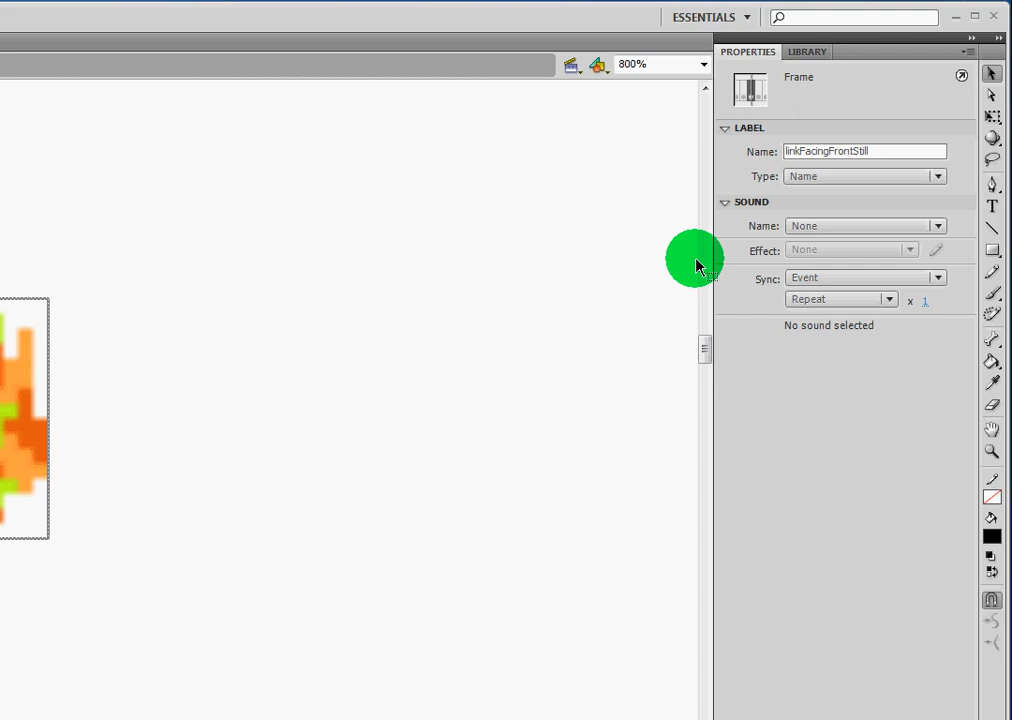 ESSENTIALS
800%
PROPERTIES LIBRARY
Frame
LABEL
Name: linkFacingFrontStill
Type: Name
SOUND
Name: None
Effect: None
Sync: Event
Repeat x 1
No sound selected
T